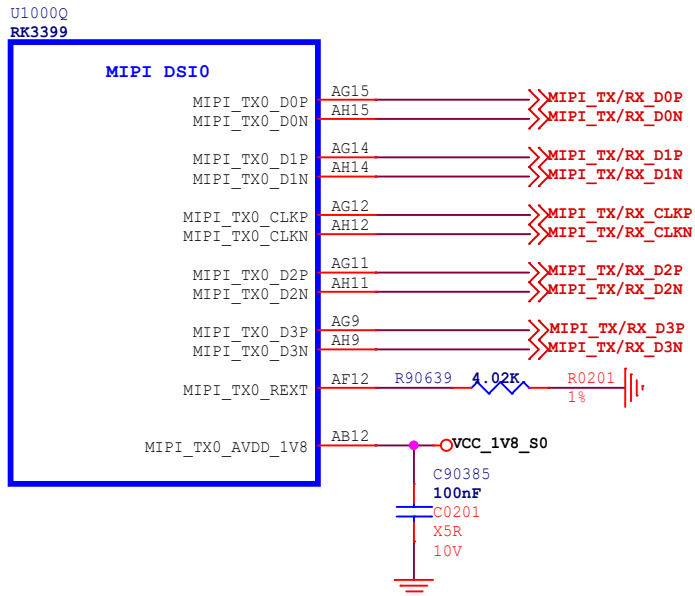 U1000Q
RK3399
MIPI DSI0
MIPI_TX0_D0P AG15 MIPI_TX/RX_D0P
MIPI_TX0_D0N AH15 MIPI_TX/RX_D0N
MIPI_TX0_D1P AG14 MIPI_TX/RX_D1P
MIPI_TX0_D1N AH14 MIPI_TX/RX_D1N
MIPI_TX0_CLKP AG12 MIPI_TX/RX_CLKP
MIPI_TX0_CLKN AH12 MIPI_TX/RX_CLKN
MIPI_TX0_D2P AG11 MIPI_TX/RX_D2P
MIPI_TX0_D2N AH11 MIPI_TX/RX_D2N
MIPI_TX0_D3P AG9 MIPI_TX/RX_D3P
MIPI_TX0_D3N AH9 MIPI_TX/RX_D3N
MIPI_TX0_REXT AF12 R90639 4.02K R0201
1%
MIPI_TX0_AVDD_1V8 AB12 VCC_1V8_S0
C90385
100nF
C0201
X5R
10V